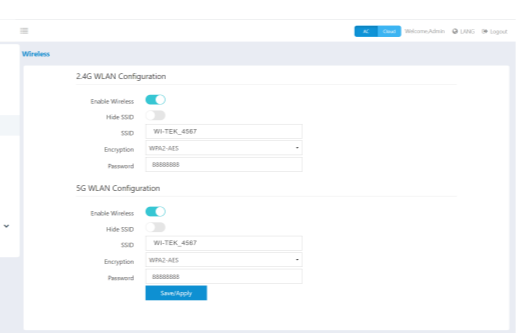 AC Cloud Welcome:Admin LANG Logout
Wireless
2.4G WLAN Configuration
Enable Wireless
Hide SSID
SSID WI-TEK_4567
Encryption WPA2-AES
Password 88888888
5G WLAN Configuration
Enable Wireless
Hide SSID
SSID WI-TEK_4567
Encryption WPA2-AES
Password 88888888
Save/Apply